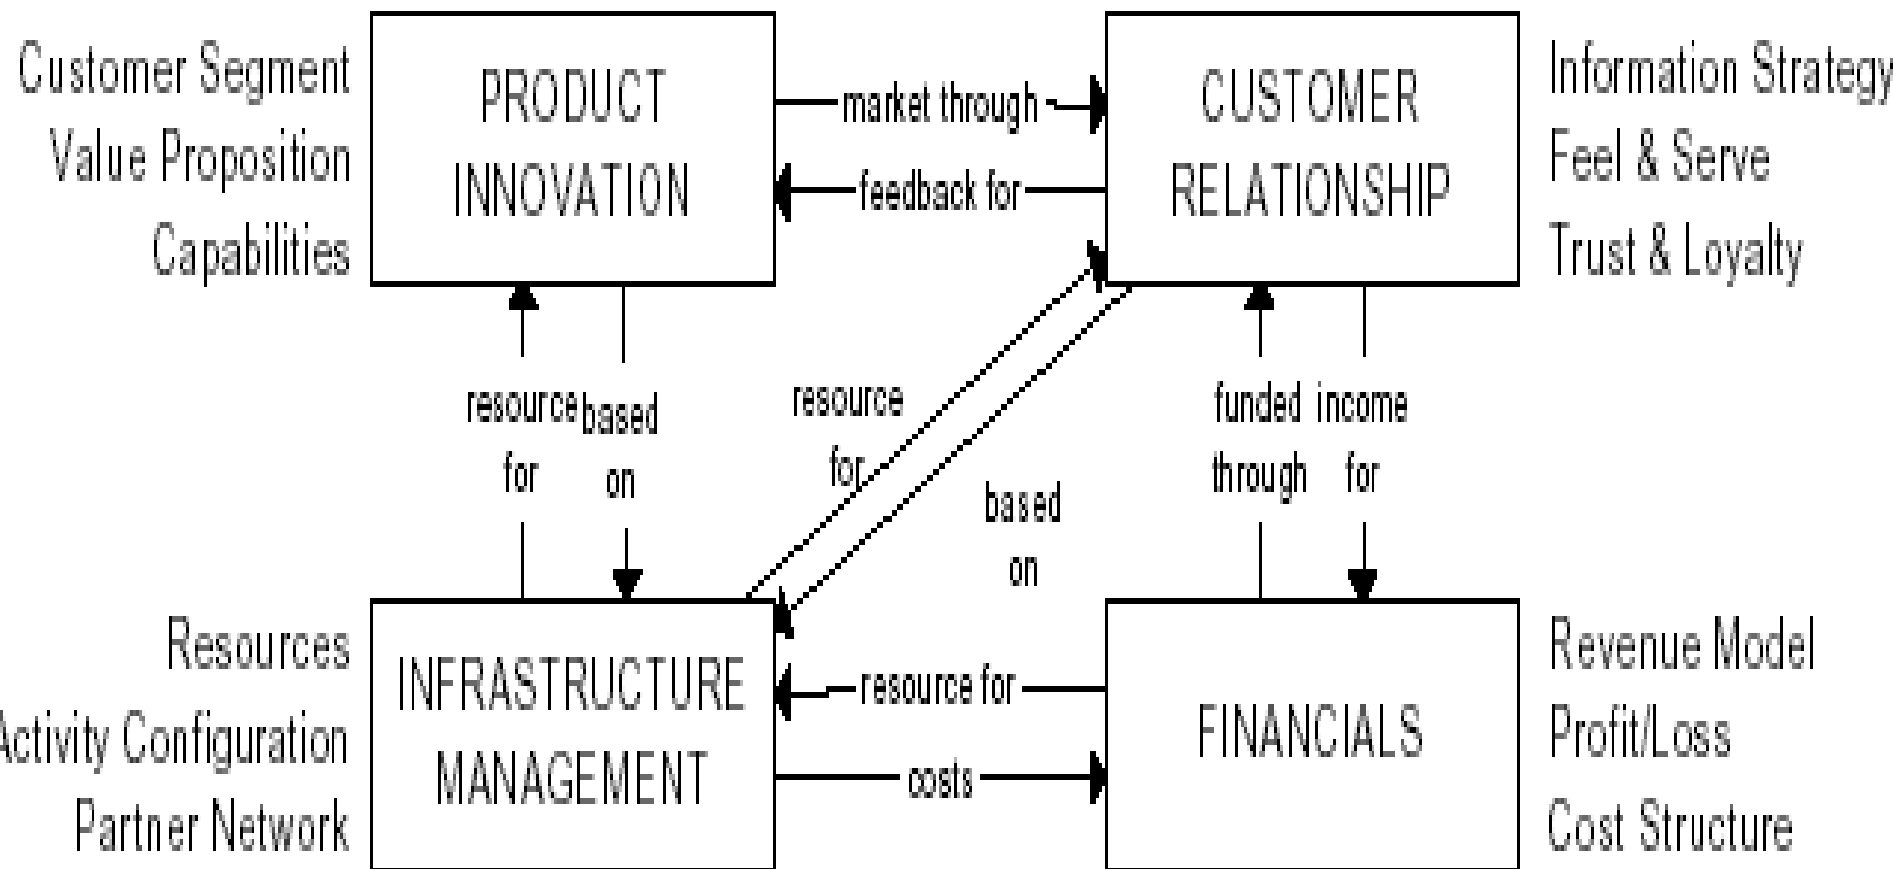 Customer Segment
Value Proposition
Capabilities
PRODUCT
INNOVATION
market through
feedback for
CUSTOMER
RELATIONSHIP
Information Strategy
Feel & Serve
Trust & Loyalty
resource
for
based
on
resource
for
based
on
funded
through
income
for
Resources
Activity Configuration
Partner Network
INFRASTRUCTURE
MANAGEMENT
resource for
costs
FINANCIALS
Revenue Model
Profit/Loss
Cost Structure